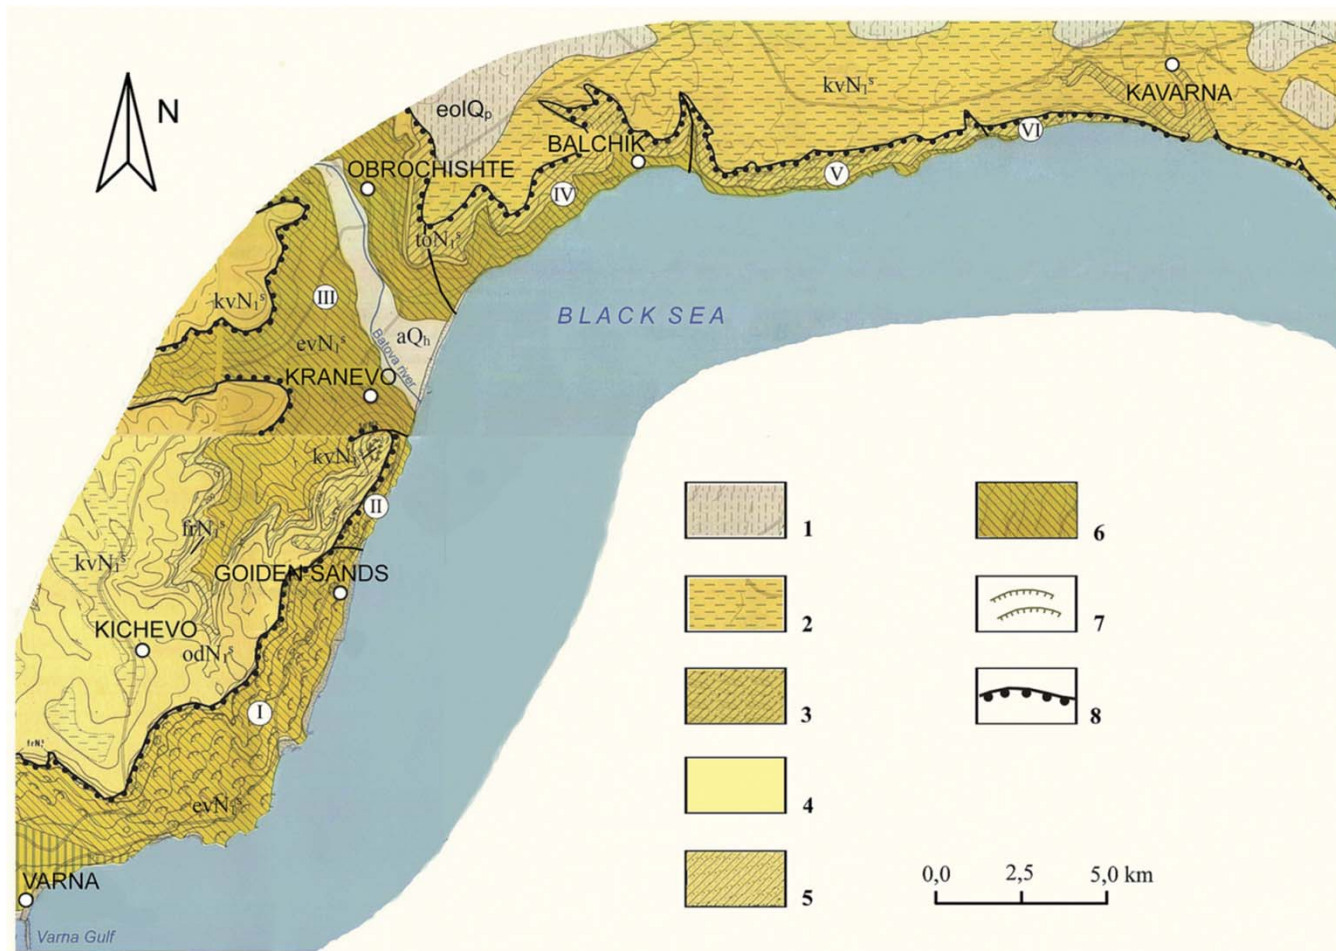 N
eolQp
kvN₁ˢ
KAVARNA
BALCHIK
VI
OBROCHISHTE
V
IV
toN₁ˢ
kvN₁ˢ
III
BLACK SEA
evN₁ˢ
aQh
Batova river
KRANEVO
kvN₁ˢ
II
frN₁ˢ
kvN₁ˢ
GOIDEN SANDS
KICHEVO
odN₁ˢ
I
evN₁ˢ
VARNA
Varna Gulf
1
2
3
4
5
6
7
8
0,0 2,5 5,0 km